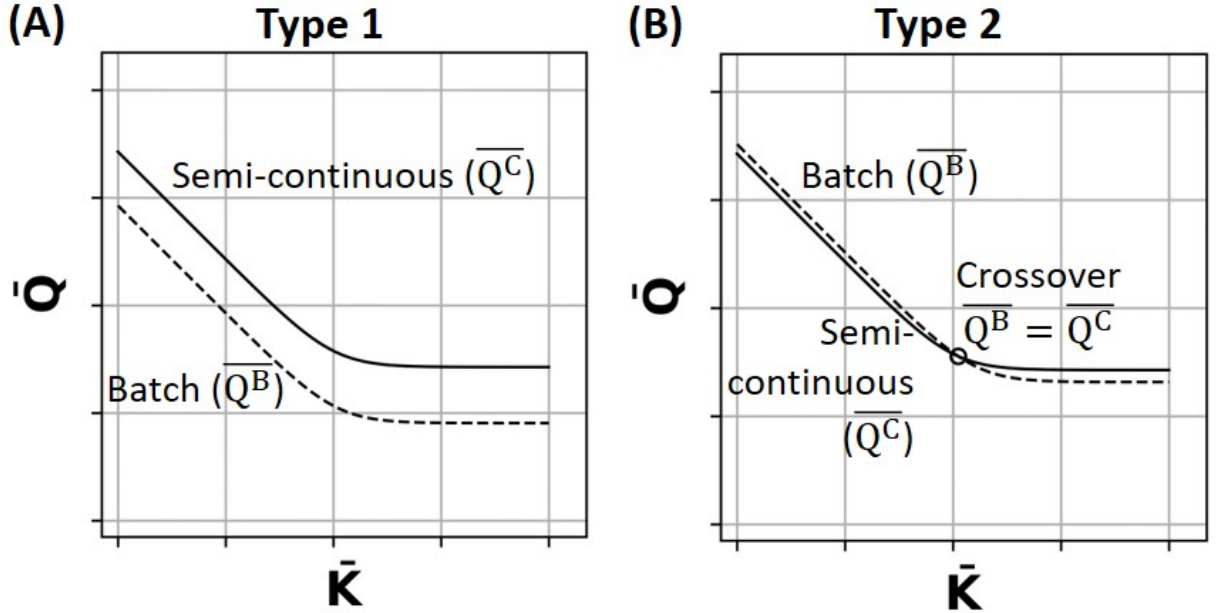 (A) Type 1
Semi-continuous (Q̅C̅)
Batch (Q̅B̅)
Q̄
K̄
(B) Type 2
Batch (Q̅B̅)
Crossover
Q̅B̅ = Q̅C̅
Semi-
continuous
(Q̅C̅)
Q̄
K̄